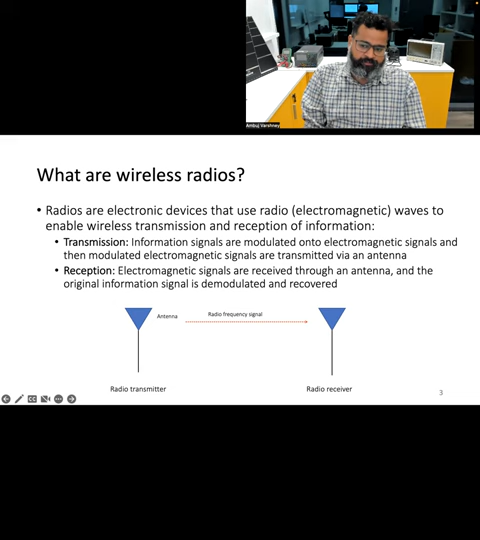 Ambuj Varshney
What are wireless radios?
• Radios are electronic devices that use radio (electromagnetic) waves to
enable wireless transmission and reception of information:
• Transmission: Information signals are modulated onto electromagnetic signals and
then modulated electromagnetic signals are transmitted via an antenna
• Reception: Electromagnetic signals are received through an antenna, and the
original information signal is demodulated and recovered
Antenna
Radio frequency signal
Radio transmitter
Radio receiver
3